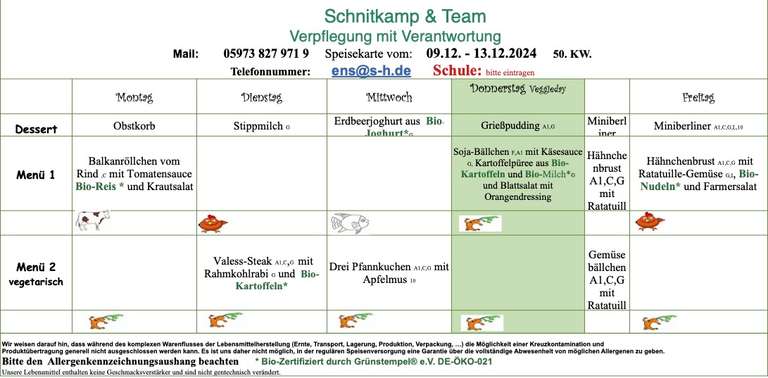 Schnitkamp & Team
Verpflegung mit Verantwortung
Mail: 05973 827 971 9 Speisekarte vom: 09.12. - 13.12.2024 50. KW.
Telefonnummer: ens@s-h.de Schule: bitte eintragen
Montag Dienstag Mittwoch Donnerstag Veggieday Freitag
Dessert
Obstkorb
Stippmilch G
Erdbeerjoghurt aus Bio-
Joghurt*G
Grießpudding A1,G
Miniberl
iner
Miniberliner A1,C,G,L,10
Menü 1
Balkanröllchen vom
Rind ,C mit Tomatensauce
Bio-Reis * und Krautsalat
Soja-Bällchen F,A1 mit Käsesauce
G, Kartoffelpüree aus Bio-
Kartoffeln und Bio-Milch*G
und Blattsalat mit
Orangendressing
Hähnche
nbrust
A1,C,G
mit
Ratatuill
Hähnchenbrust A1,C,G mit
Ratatuille-Gemüse G,I, Bio-
Nudeln* und Farmersalat
Menü 2
vegetarisch
Valess-Steak A1,C,G mit
Rahmkohlrabi G und Bio-
Kartoffeln*
Drei Pfannkuchen A1,C,G mit
Apfelmus 10
Gemüse
bällchen
A1,C,G
mit
Ratatuill
Wir weisen darauf hin, dass während des komplexen Warenflusses der Lebensmittelherstellung (Ernte, Transport, Lagerung, Produktion, Verpackung, …) die Möglichkeit einer Kreuzkontamination und
Produktübertragung generell nicht ausgeschlossen werden kann. Es ist uns daher nicht möglich, in der regulären Speisenversorgung eine Garantie über die vollständige Abwesenheit von möglichen Allergenen zu geben.
Bitte den Allergenkennzeichnungsaushang beachten * Bio-Zertifiziert durch Grünstempel® e.V. DE-ÖKO-021
Unsere Lebensmittel enthalten keine Geschmacksverstärker und sind nicht gentechnisch verändert.